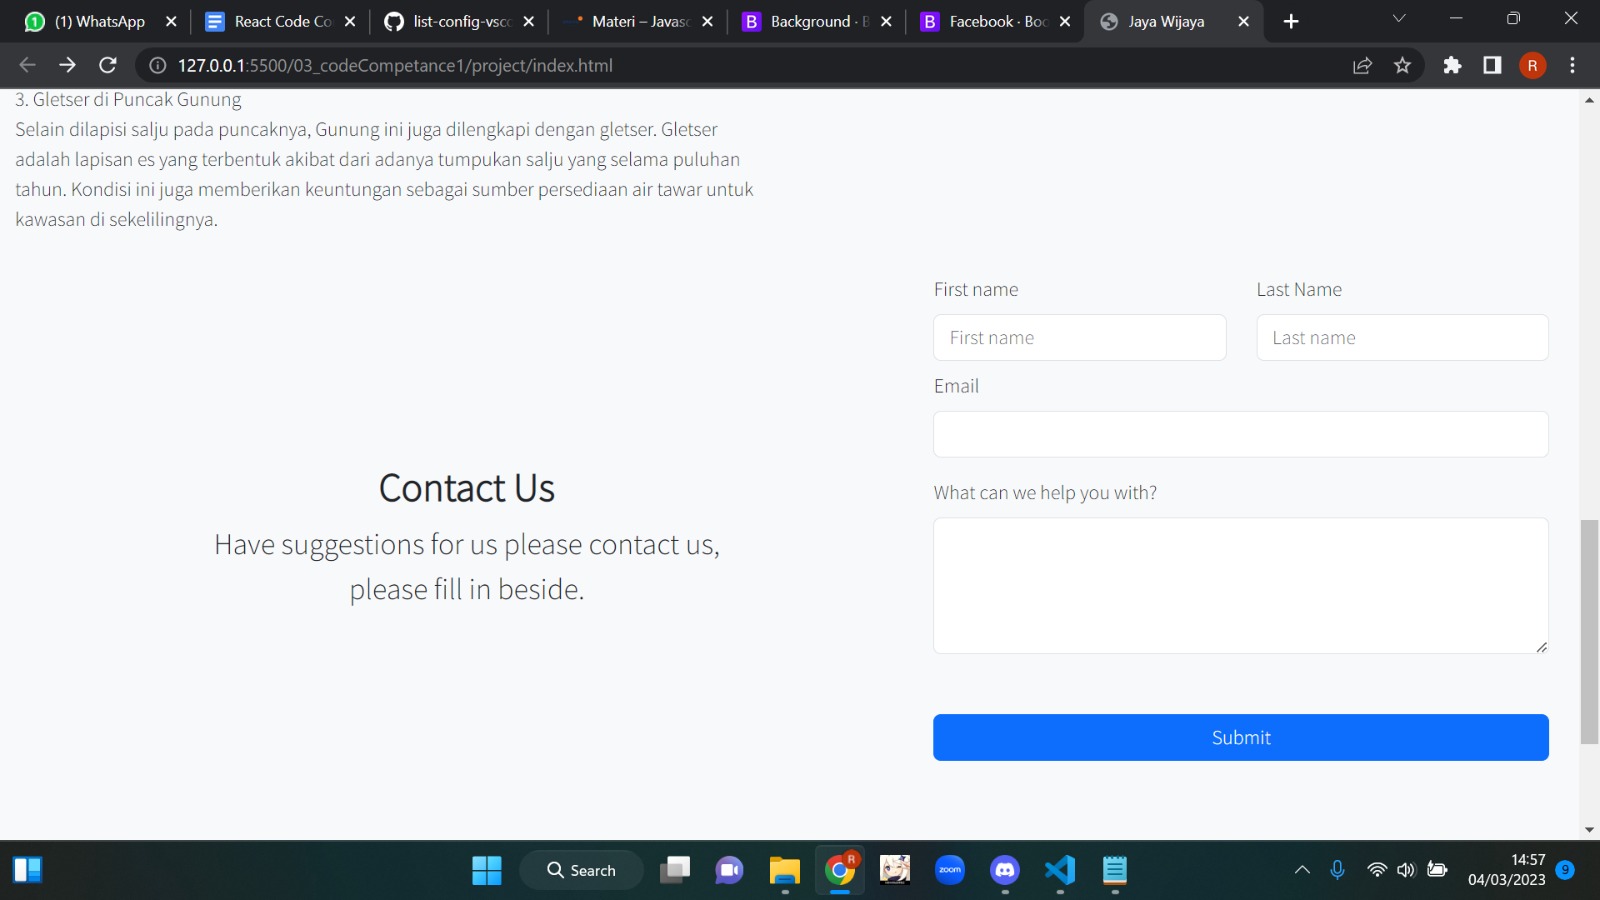 (1) WhatsApp
React Code Co
list-config-vsco
Materi – Javasc
Background · B
Facebook · Boo
Jaya Wijaya
127.0.0.1:5500/03_codeCompetance1/project/index.html
R
3. Gletser di Puncak Gunung
Selain dilapisi salju pada puncaknya, Gunung ini juga dilengkapi dengan gletser. Gletser
adalah lapisan es yang terbentuk akibat dari adanya tumpukan salju yang selama puluhan
tahun. Kondisi ini juga memberikan keuntungan sebagai sumber persediaan air tawar untuk
kawasan di sekelilingnya.
Contact Us
Have suggestions for us please contact us,
please fill in beside.
First name
Last Name
First name
Last name
Email
What can we help you with?
Submit
Search
R
zoom
14:57
04/03/2023
9